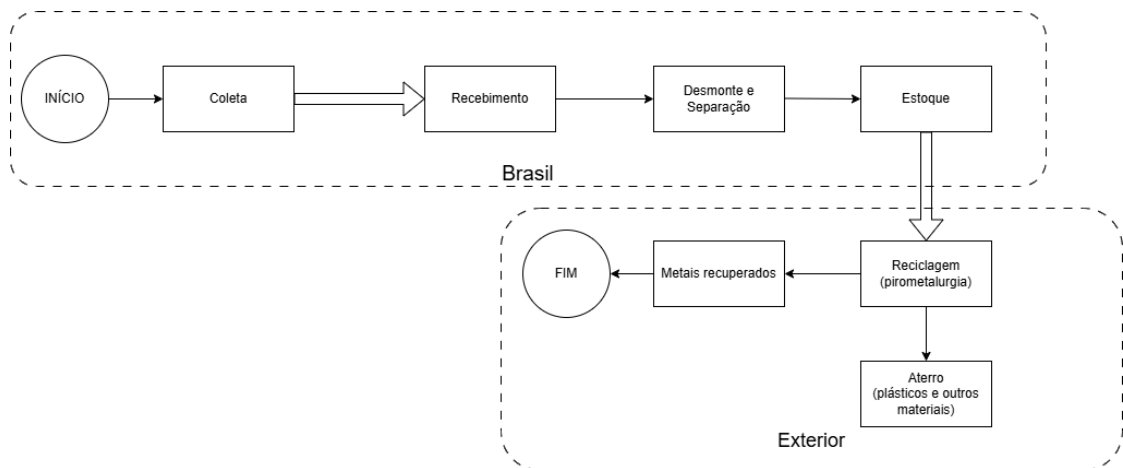 INÍCIO
Coleta
Recebimento
Desmonte e
Separação
Estoque
Brasil
FIM
Metais recuperados
Reciclagem
(pirometalurgia)
Aterro
(plásticos e outros
materiais)
Exterior